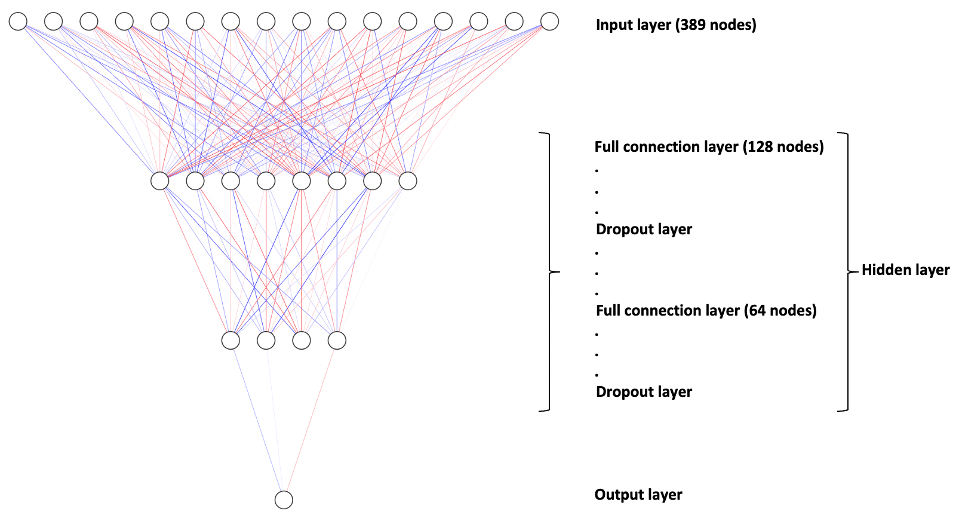 Input layer (389 nodes)
Full connection layer (128 nodes)
.
.
.
Dropout layer
.
.
.
Hidden layer
Full connection layer (64 nodes)
.
.
.
Dropout layer
Output layer